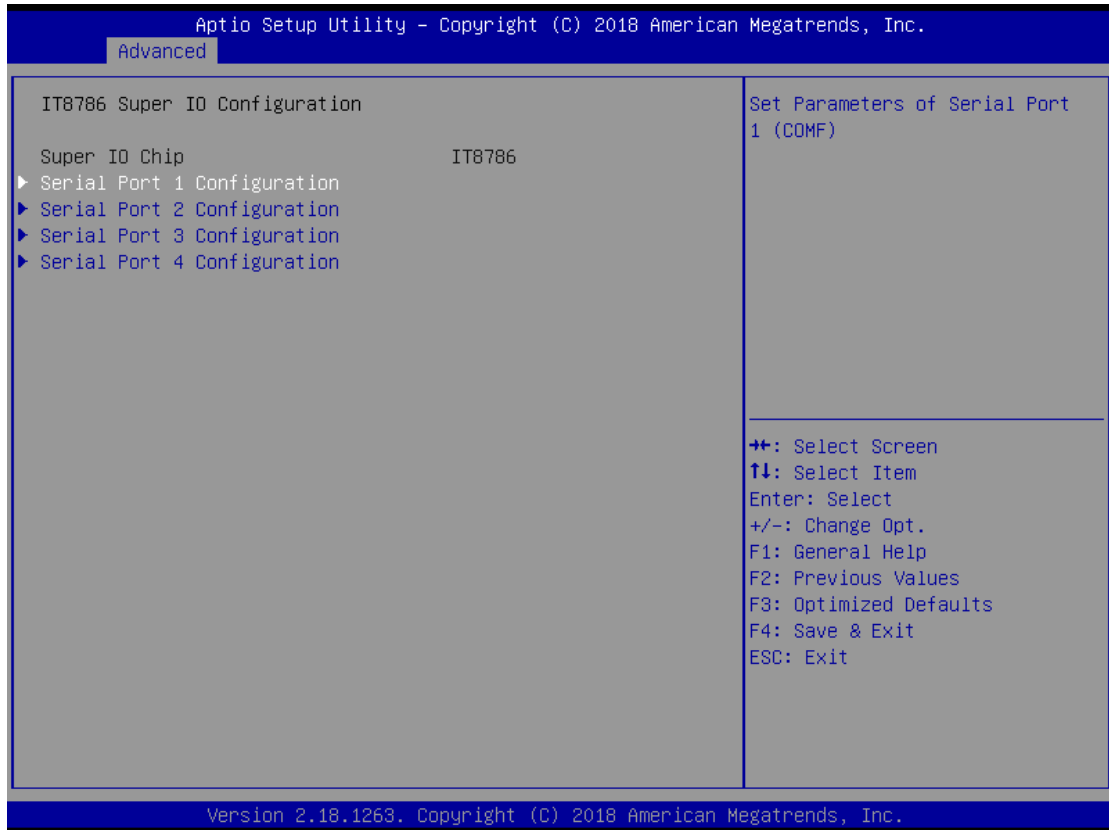 Aptio Setup Utility – Copyright (C) 2018 American Megatrends, Inc.
Advanced
IT8786 Super IO Configuration
Super IO Chip IT8786
► Serial Port 1 Configuration
► Serial Port 2 Configuration
► Serial Port 3 Configuration
► Serial Port 4 Configuration
Set Parameters of Serial Port
1 (COMF)
→←: Select Screen
↑↓: Select Item
Enter: Select
+/-: Change Opt.
F1: General Help
F2: Previous Values
F3: Optimized Defaults
F4: Save & Exit
ESC: Exit
Version 2.18.1263. Copyright (C) 2018 American Megatrends, Inc.